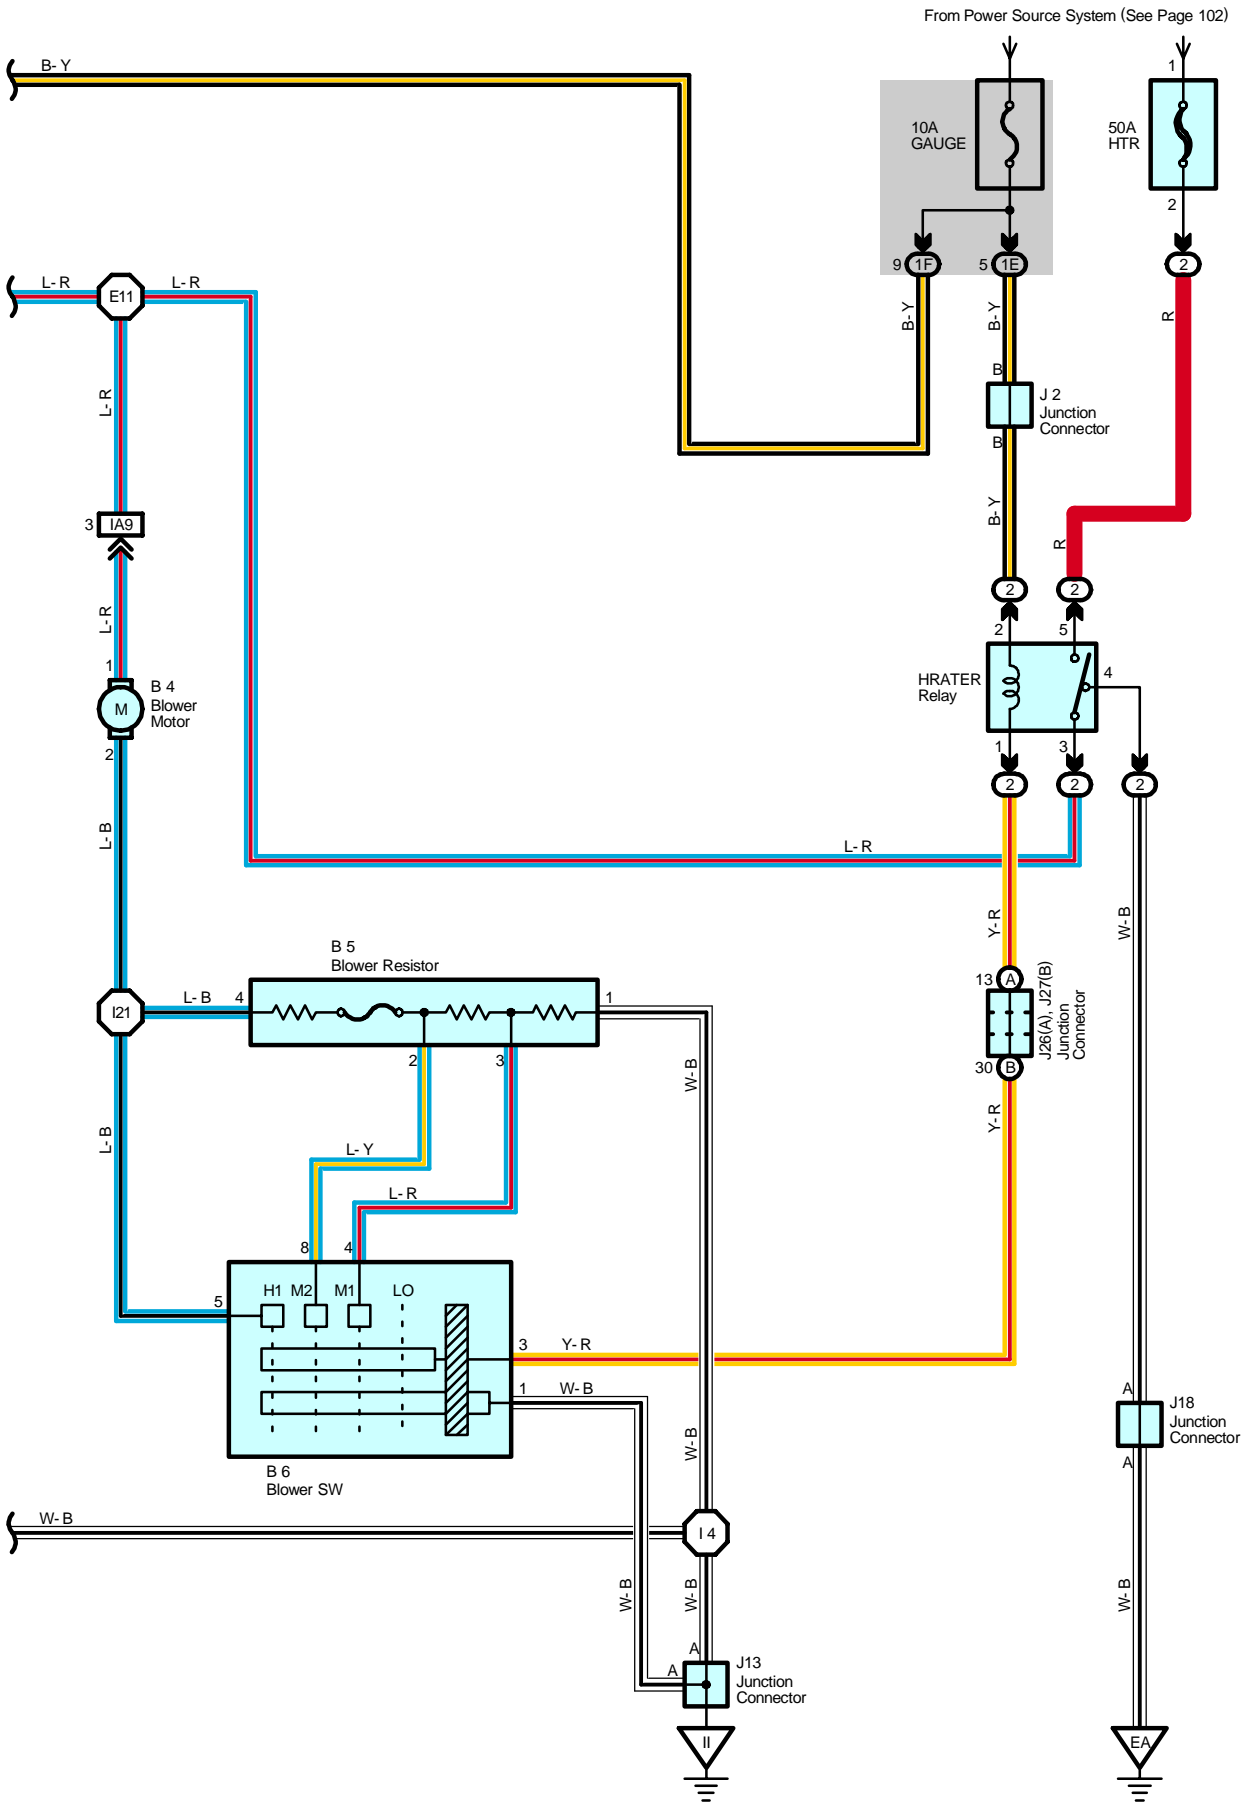 From Power Source System (See Page 102)
B- Y
1
10A
GAUGE
50A
HTR
2
9
1F
5
1E
2
L- R
E11
L- R
B- Y
B- Y
R
L- R
B
J 2
Junction
Connector
B
B- Y
R
3
IA9
2
2
L- R
2
5
1
B 4
Blower
Motor
M
2
HRATER
Relay
4
1
3
2
2
2
L- B
L- R
Y- R
W- B
B 5
Blower Resistor
13
A
J26(A), J27(B)
Junction
Connector
30
B
I21
L- B
4
1
2
3
W- B
Y- R
L- B
L- Y
L- R
8
4
5
H1
M2
M1
LO
3
Y- R
1
W- B
A
J18
Junction
Connector
A
W- B
B 6
Blower SW
W- B
I 4
W- B
W- B
W- B
A
A
J13
Junction
Connector
II
EA